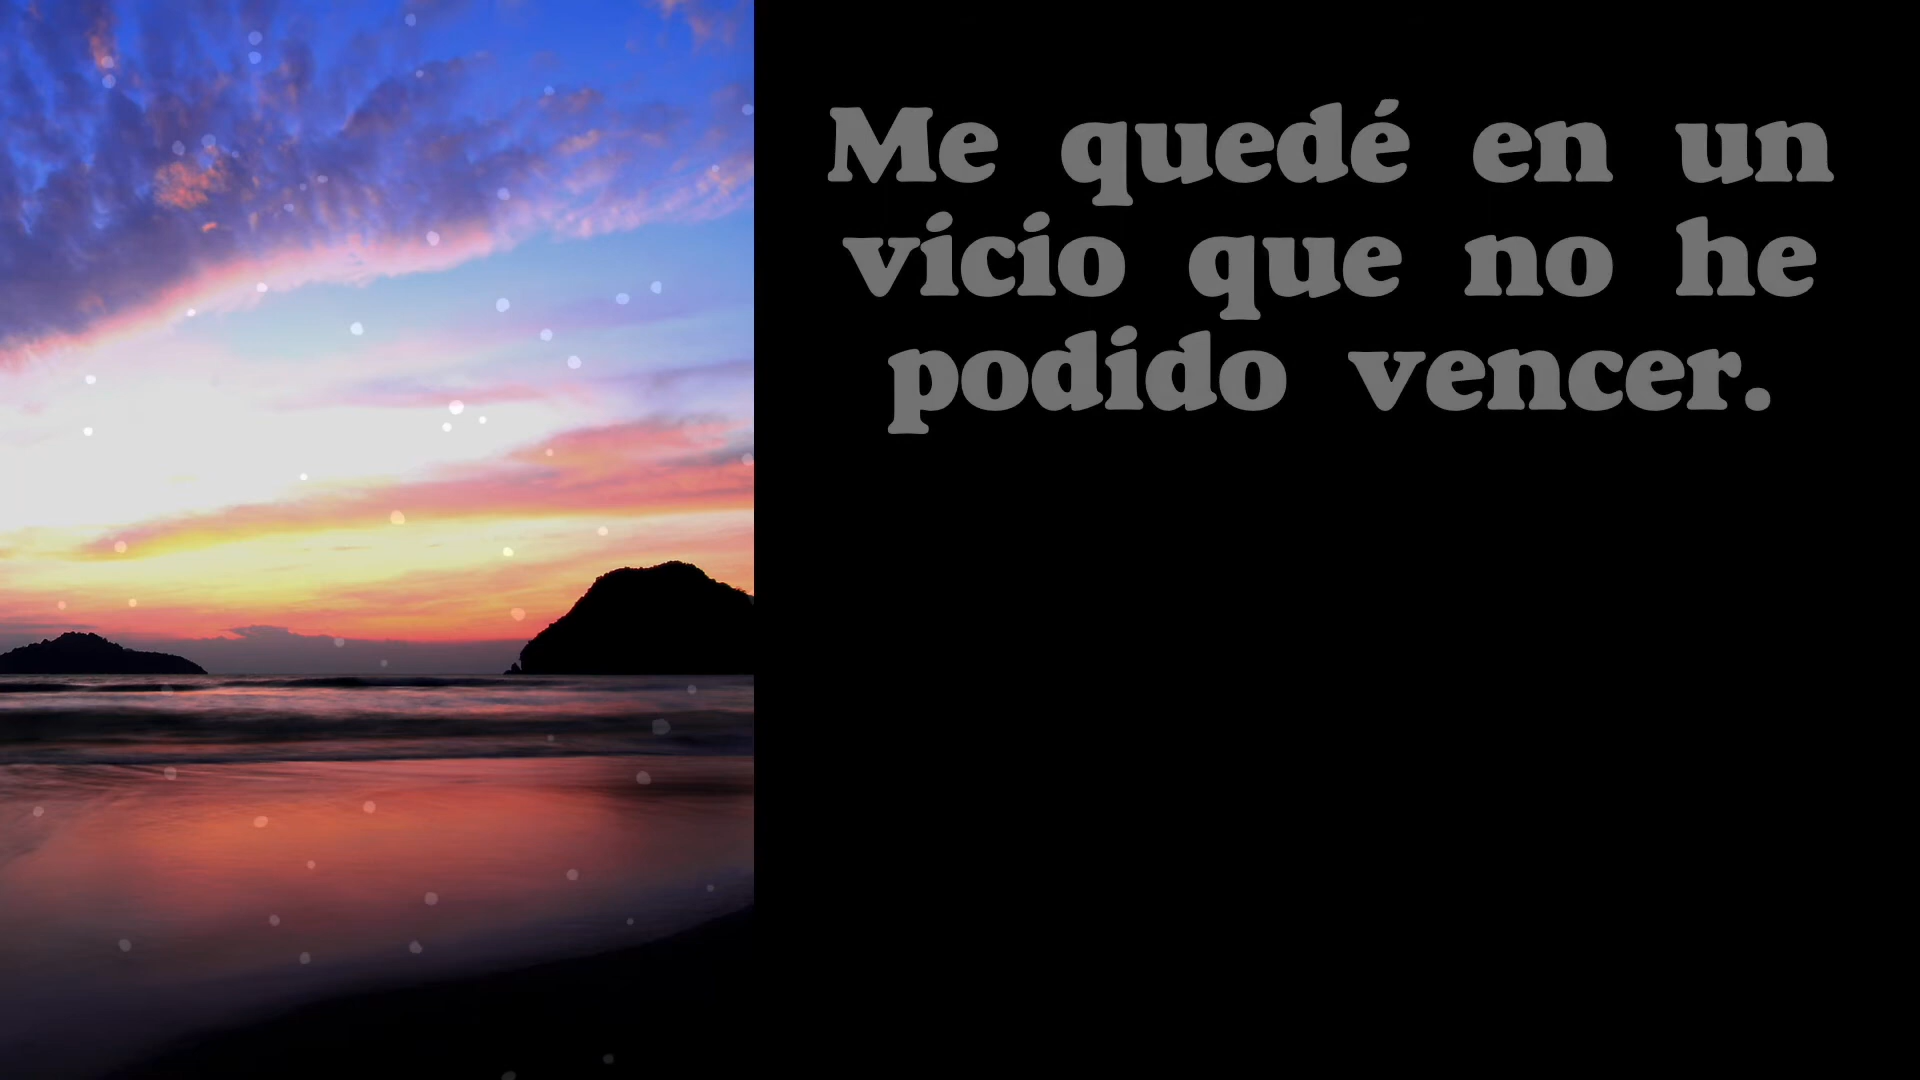 Me quedé en un
vicio que no he
podido vencer.